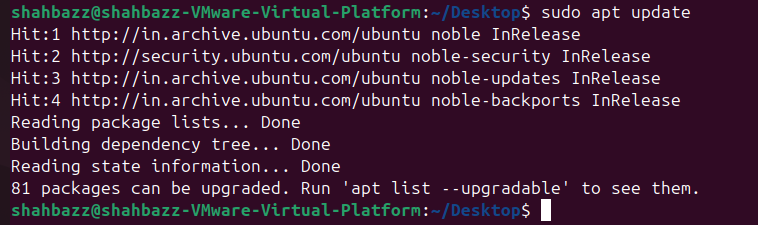 shahbazz@shahbazz-VMware-Virtual-Platform:~/Desktop$ sudo apt update
Hit:1 http://in.archive.ubuntu.com/ubuntu noble InRelease
Hit:2 http://security.ubuntu.com/ubuntu noble-security InRelease
Hit:3 http://in.archive.ubuntu.com/ubuntu noble-updates InRelease
Hit:4 http://in.archive.ubuntu.com/ubuntu noble-backports InRelease
Reading package lists... Done
Building dependency tree... Done
Reading state information... Done
81 packages can be upgraded. Run 'apt list --upgradable' to see them.
shahbazz@shahbazz-VMware-Virtual-Platform:~/Desktop$